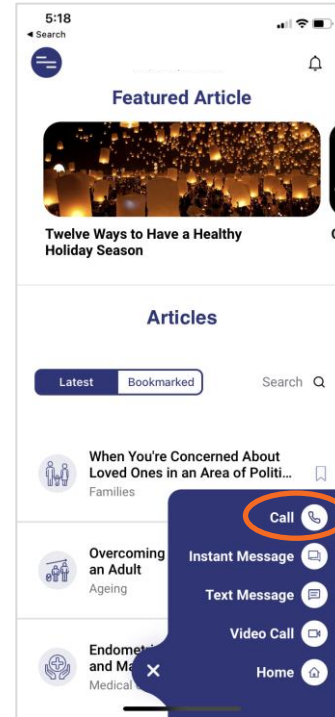 5:18
Search
Featured Article
Twelve Ways to Have a Healthy
Holiday Season
Articles
Latest
Bookmarked
Search
When You're Concerned About
Loved Ones in an Area of Politi...
Families
Overcoming
an Adult
Ageing
Medical
Call
Instant Message
Text Message
Video Call
Home